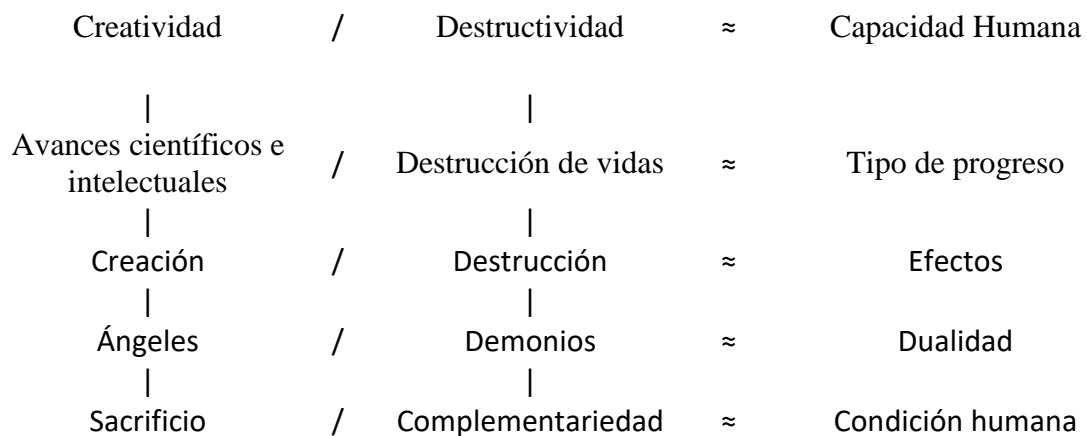 Creatividad / Destructividad ≈ Capacidad Humana
| |
Avances científicos e
intelectuales / Destrucción de vidas ≈ Tipo de progreso
| |
Creación / Destrucción ≈ Efectos
| |
Ángeles / Demonios ≈ Dualidad
| |
Sacrificio / Complementariedad ≈ Condición humana